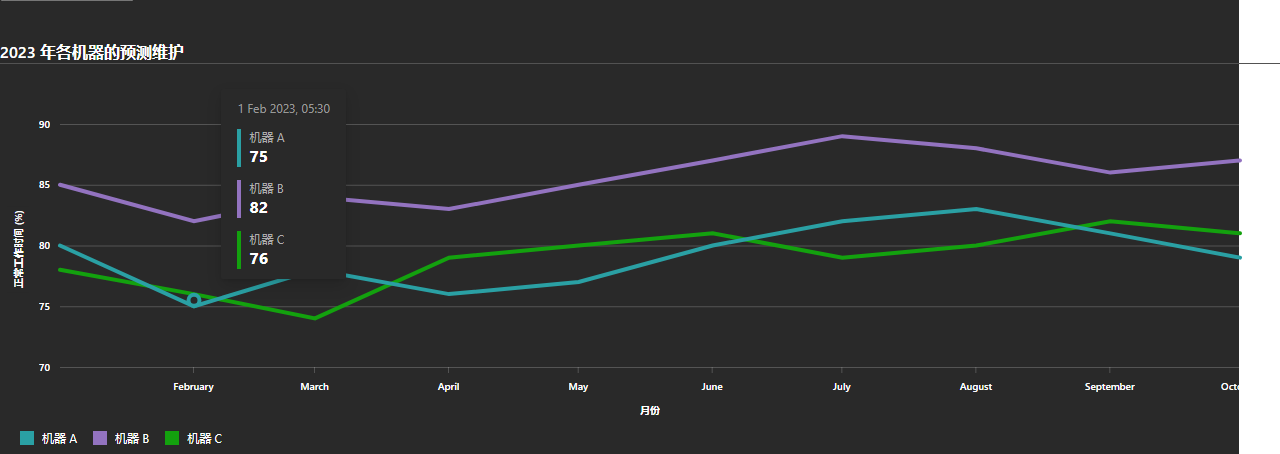 2023 年各机器的预测维护
1 Feb 2023, 05:30
机器 A
75
机器 B
82
机器 C
76
正常工作时间 (%)
90
85
80
75
70
February March April May June July August September
月份
机器 A 机器 B 机器 C